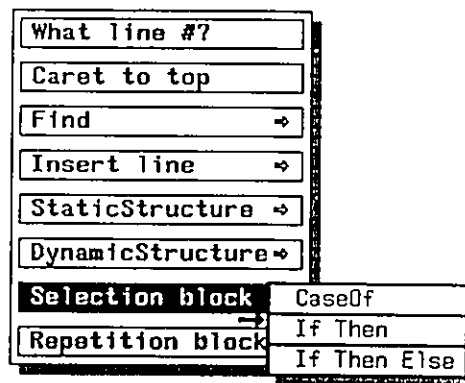 What line #?
Caret to top
Find ⇨
Insert line ⇨
StaticStructure ⇨
DynamicStructure⇨
Selection block
Repetition block
CaseOf
If Then
If Then Else